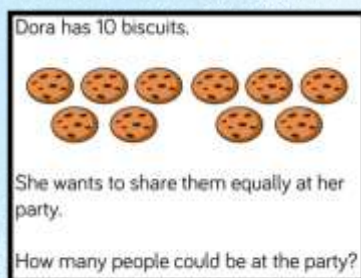 Dora has 10 biscuits.
She wants to share them equally at her
party.
How many people could be at the party?